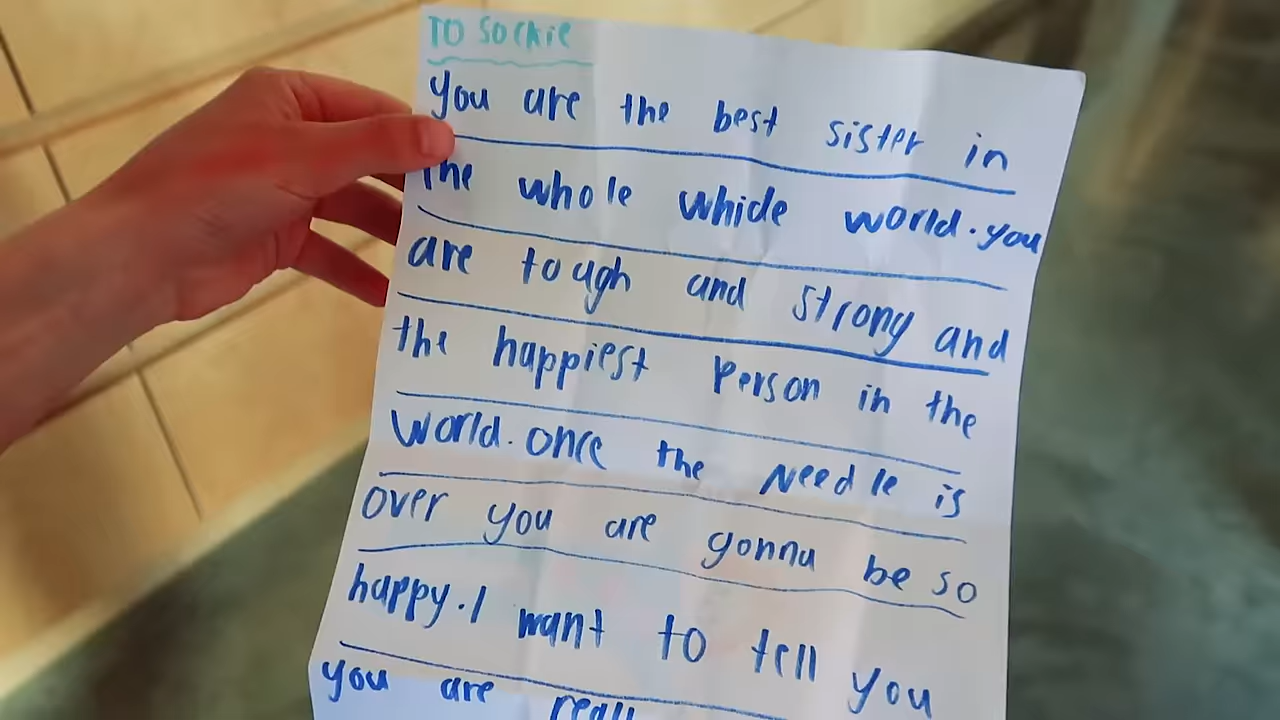 TO Sockie
you are the best sister in
the whole whide world. you
are tough and strong and
the happiest Person in the
world. once the Needle is
over you are gonna be so
happy. I want to tell you
you are